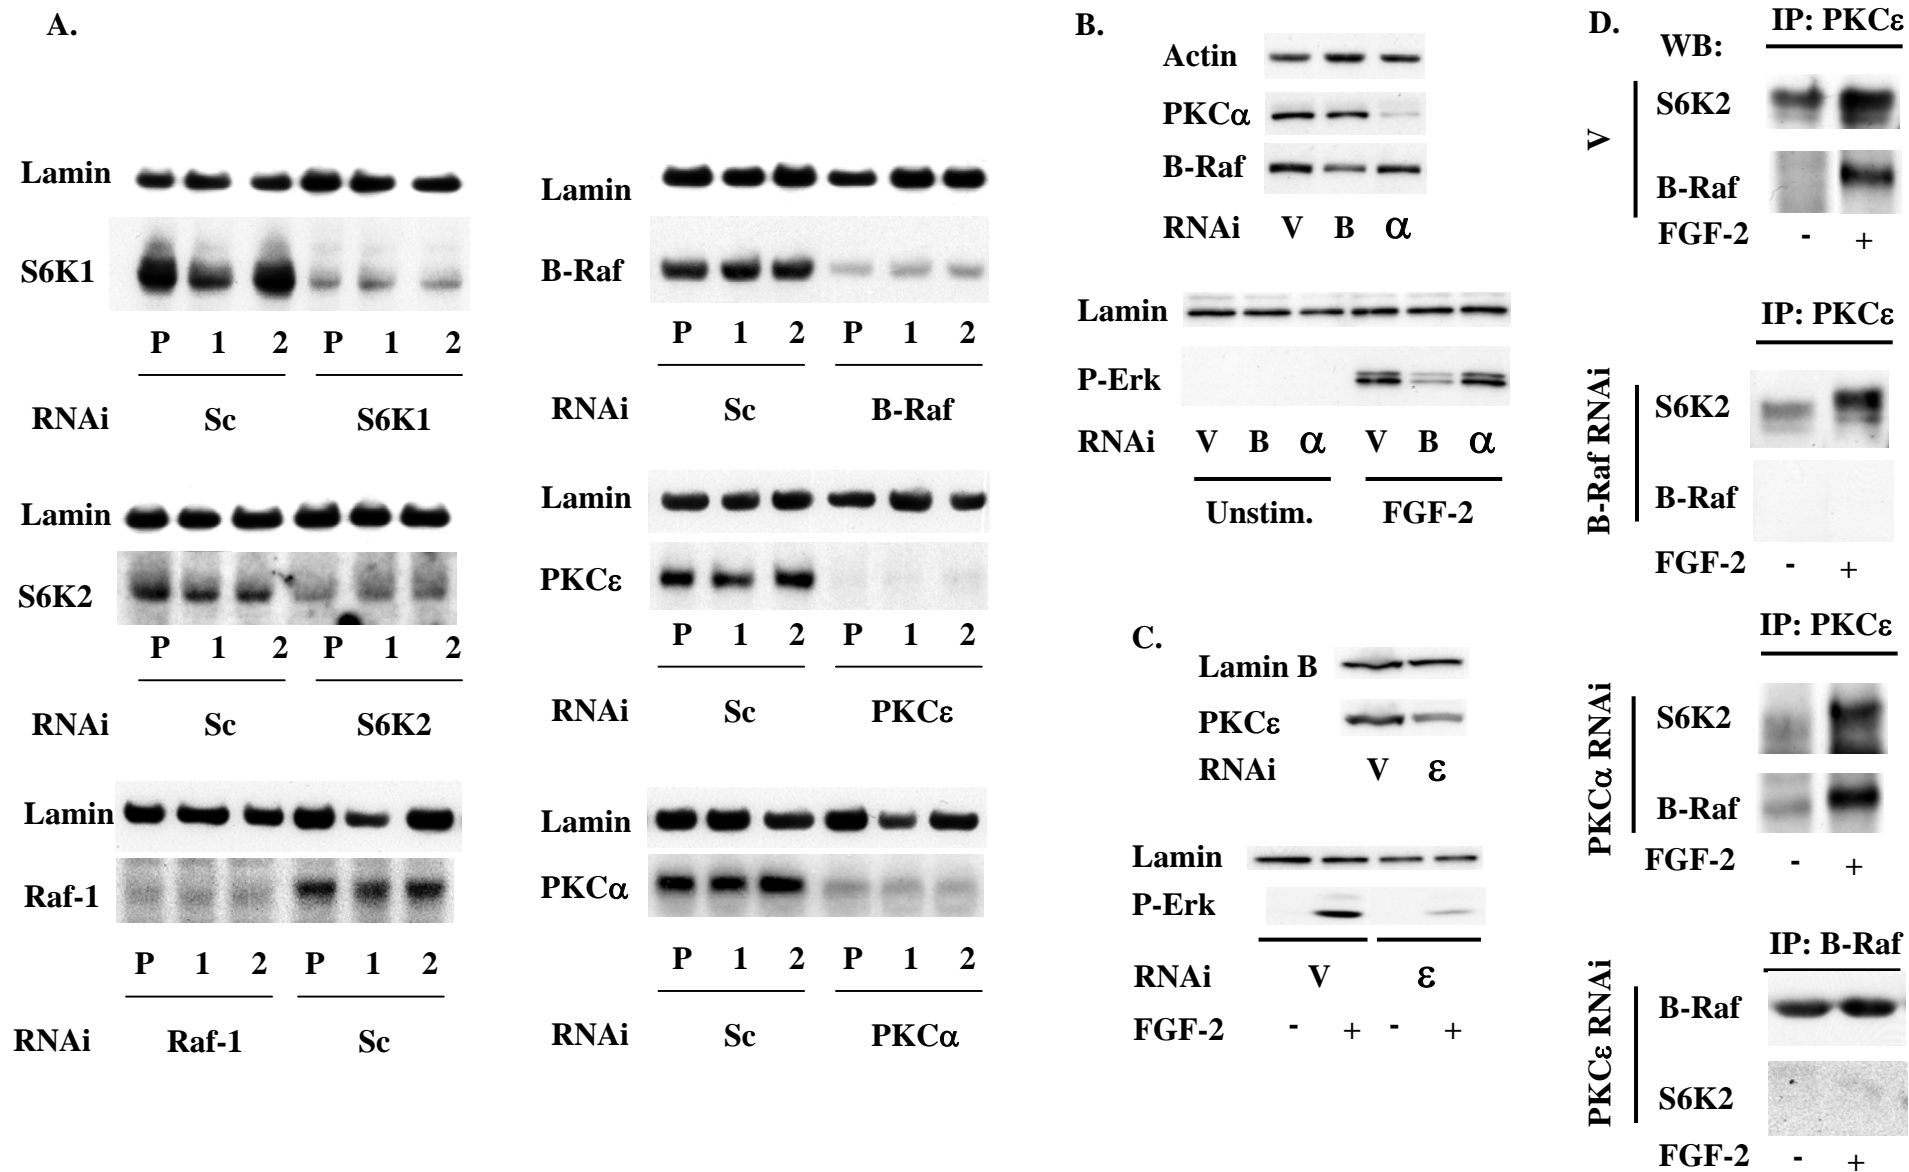 A.
Lamin
S6K1
P 1 2 P 1 2
RNAi Sc S6K1
Lamin
S6K2
P 1 2 P 1 2
RNAi Sc S6K2
Lamin
Raf-1
P 1 2 P 1 2
RNAi Raf-1 Sc
Lamin
B-Raf
P 1 2 P 1 2
RNAi Sc B-Raf
Lamin
PKCε
P 1 2 P 1 2
RNAi Sc PKCε
Lamin
PKCα
P 1 2 P 1 2
RNAi Sc PKCα
B.
Actin
PKCα
B-Raf
RNAi V B α
Lamin
P-Erk
RNAi V B α V B α
Unstim. FGF-2
C.
Lamin B
PKCε
RNAi V ε
Lamin
P-Erk
RNAi V ε
FGF-2 - + - +
D.
IP: PKCε
WB:
V
S6K2
B-Raf
FGF-2 - +
IP: PKCε
B-Raf RNAi
S6K2
B-Raf
FGF-2 - +
IP: PKCε
PKCα RNAi
S6K2
B-Raf
FGF-2 - +
IP: B-Raf
PKCε RNAi
B-Raf
S6K2
FGF-2 - +